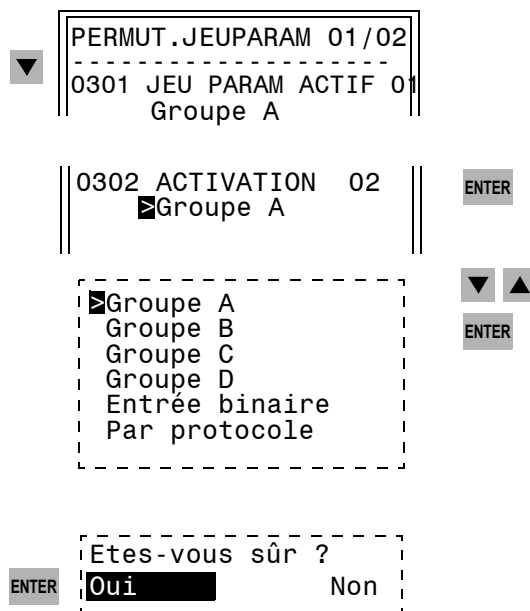 PERMUT.JEUPARAM 01/02
▼
--------------------
0301 JEU PARAM ACTIF 01
Groupe A
0302 ACTIVATION 02
>Groupe A
ENTER
>Groupe A
▼ ▲
Groupe B
ENTER
Groupe C
Groupe D
Entrée binaire
Par protocole
Etes-vous sûr ?
ENTER
Oui Non